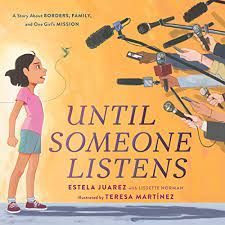 A Story About BORDERS, FAMILY,
and One Girl's MISSION
UNTIL
SOMEONE
LISTENS
ESTELA JUAREZ with LISSETTE NORMAN
Illustrated by TERESA MARTÍNEZ